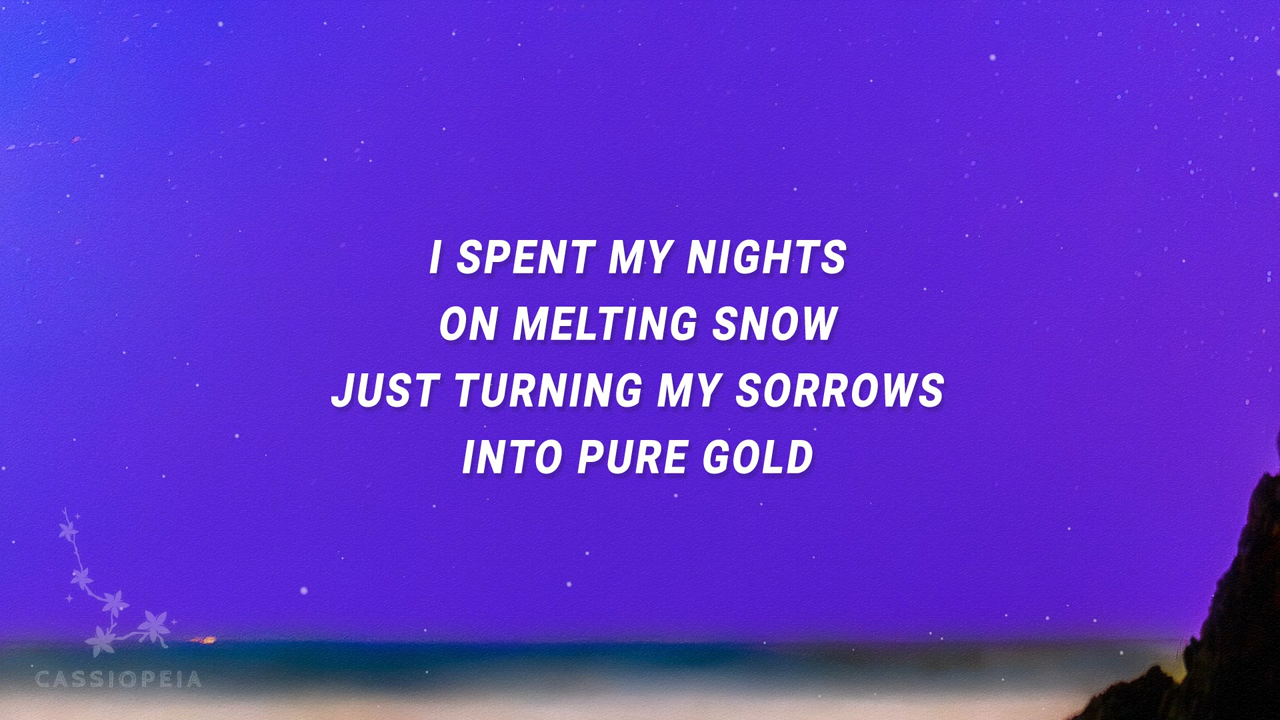 I SPENT MY NIGHTS
ON MELTING SNOW
JUST TURNING MY SORROWS
INTO PURE GOLD
CASSIOPEIA